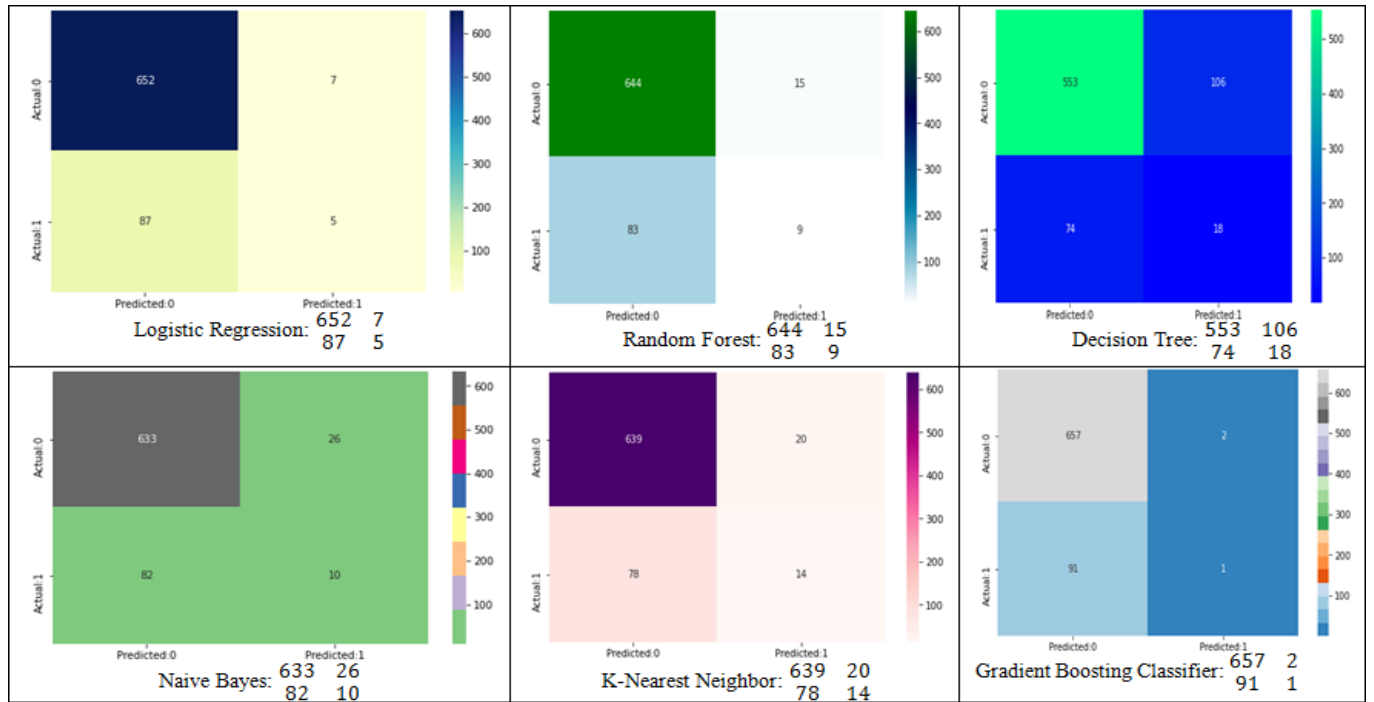 652 7
87 5
Actual:0
Actual:1
Predicted:0 Predicted:1
600
500
400
300
200
100
Logistic Regression: 652 7
87 5
644 15
83 9
Actual:0
Actual:1
Predicted:0 Predicted:1
600
500
400
300
200
100
Random Forest: 644 15
83 9
553 106
74 18
Actual:0
Actual:1
Predicted:0 Predicted:1
500
400
300
200
100
Decision Tree: 553 106
74 18
633 26
82 10
Actual:0
Actual:1
Predicted:0 Predicted:1
600
500
400
300
200
100
Naive Bayes: 633 26
82 10
639 20
78 14
Actual:0
Actual:1
Predicted:0 Predicted:1
600
500
400
300
200
100
K-Nearest Neighbor: 639 20
78 14
657 2
91 1
Actual:0
Actual:1
Predicted:0 Predicted:1
600
500
400
300
200
100
Gradient Boosting Classifier: 657 2
91 1